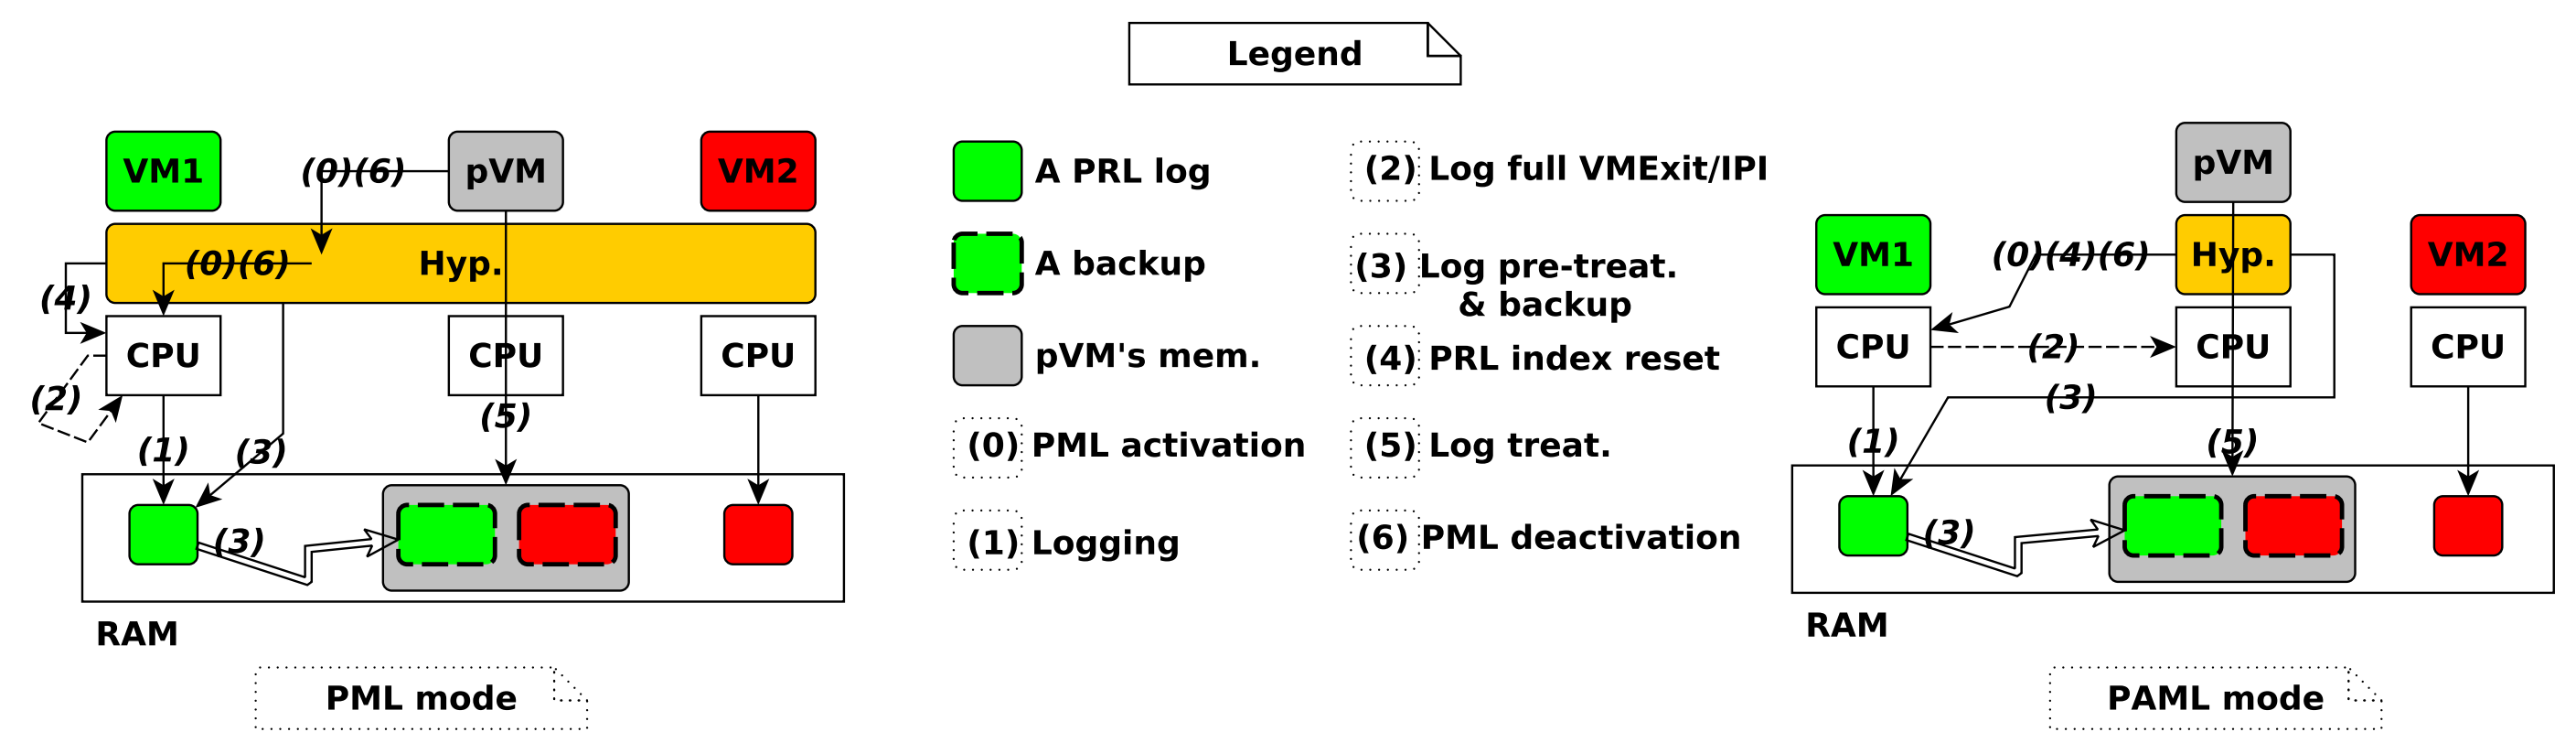 Legend
VM1
(0)(6)
pVM
VM2
(0)(6)
Hyp.
(4)
CPU
CPU
CPU
(2)
(5)
(1)
(3)
(3)
RAM
PML mode
A PRL log
A backup
pVM's mem.
(0) PML activation
(1) Logging
(2) Log full VMExit/IPI
(3) Log pre-treat.
& backup
(4) PRL index reset
(5) Log treat.
(6) PML deactivation
pVM
VM1
(0)(4)(6)
Hyp.
VM2
CPU
(2)
CPU
CPU
(3)
(1)
(5)
(3)
RAM
PAML mode